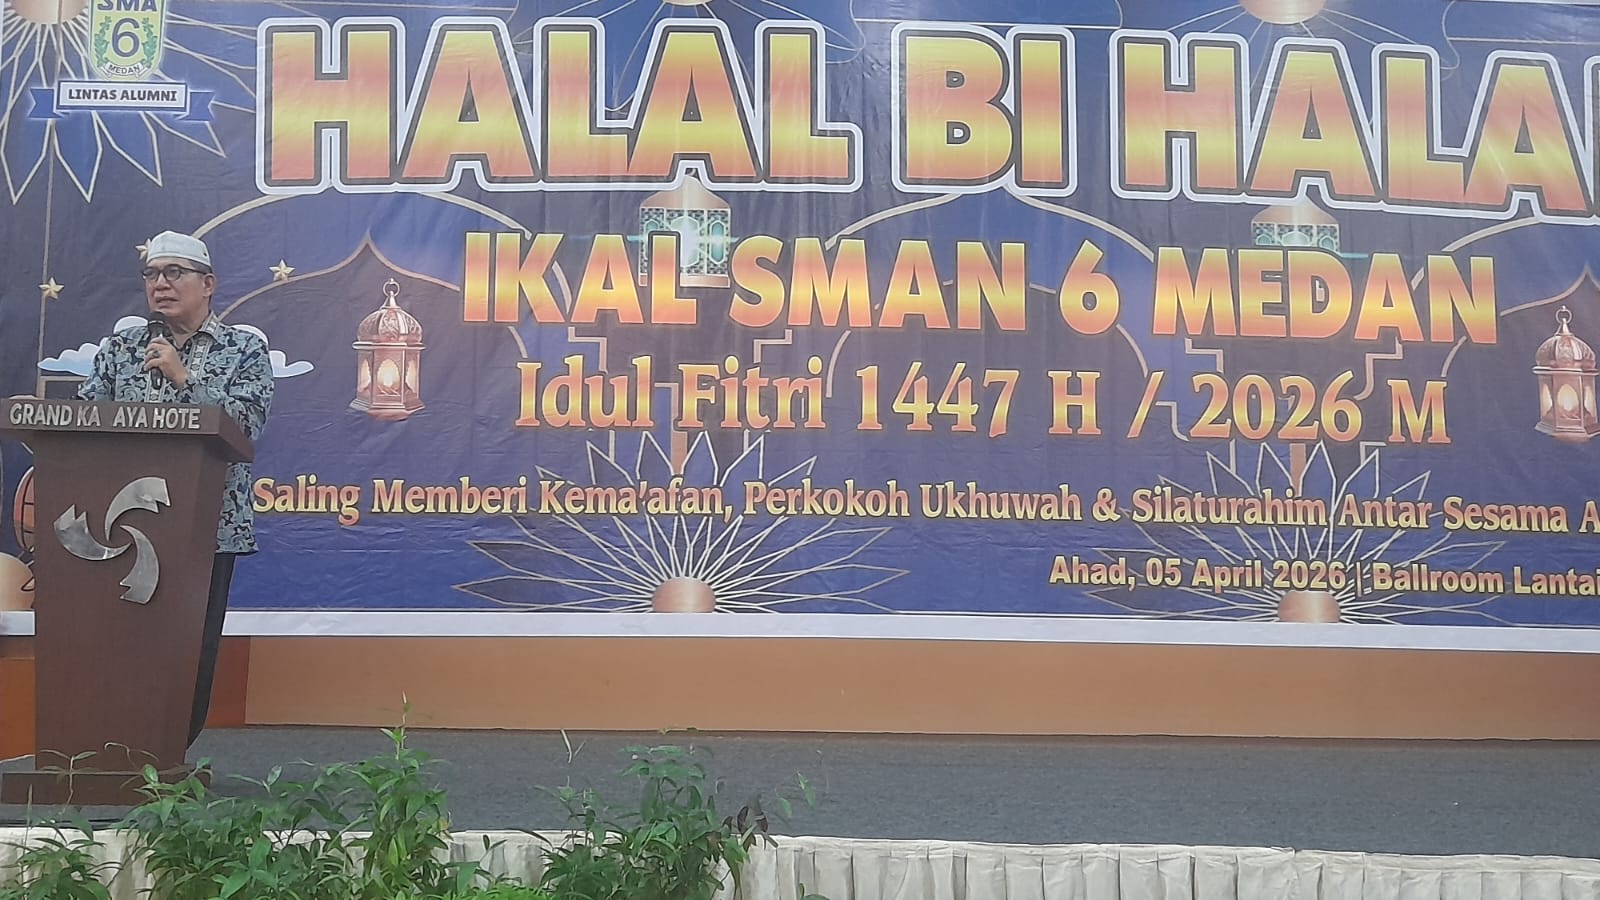 SMA
6
MEDAN
LINTAS ALUMNI
HALAL BI HALAL
IKAL SMAN 6 MEDAN
Idul Fitri 1447 H / 2026 M
Saling Memberi Kema'afan, Perkokoh Ukhuwah & Silaturahim Antar Sesama A
Ahad, 05 April 2026 | Ballroom Lantai
GRAND KA AYA HOTE